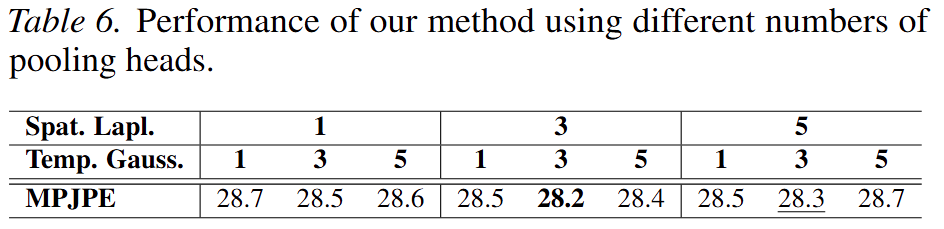 Table 6. Performance of our method using different numbers of
pooling heads.
Spat. Lapl. 1 3 5
Temp. Gauss. 1 3 5 1 3 5 1 3 5
MPJPE 28.7 28.5 28.6 28.5 28.2 28.4 28.5 28.3 28.7